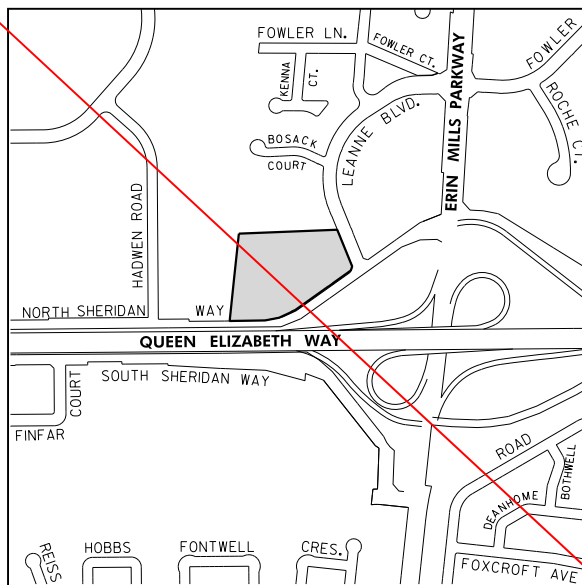 FOWLER LN.
FOWLER CT.
FOWLER
KENNA
CT.
ROCHE CT.
LEANNE BLVD.
ERIN MILLS PARKWAY
BOSACK
COURT
HADWEN ROAD
NORTH SHERIDAN WAY
QUEEN ELIZABETH WAY
SOUTH SHERIDAN WAY
COURT
FINFAR
ROAD
BOTHWELL
DEANHOME
REISS
HOBBS
FONTWELL
CRES.
FOXCROFT AVE